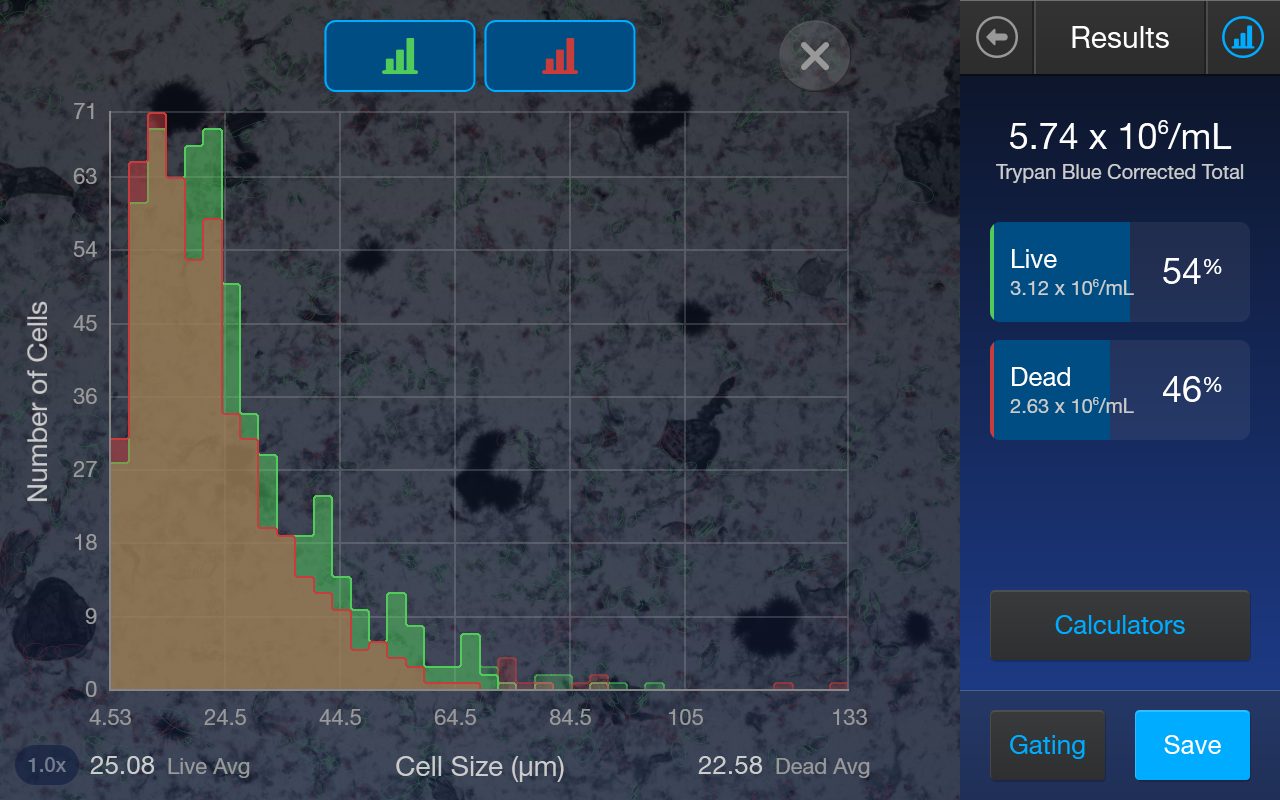 Results
5.74 x 10⁶/mL
Trypan Blue Corrected Total
Live
3.12 x 10⁶/mL
54%
Dead
2.63 x 10⁶/mL
46%
Calculators
Gating
Save
Number of Cells
71
63
54
45
36
27
18
9
0
4.53 24.5 44.5 64.5 84.5 105 133
1.0x
25.08 Live Avg
Cell Size (µm)
22.58 Dead Avg